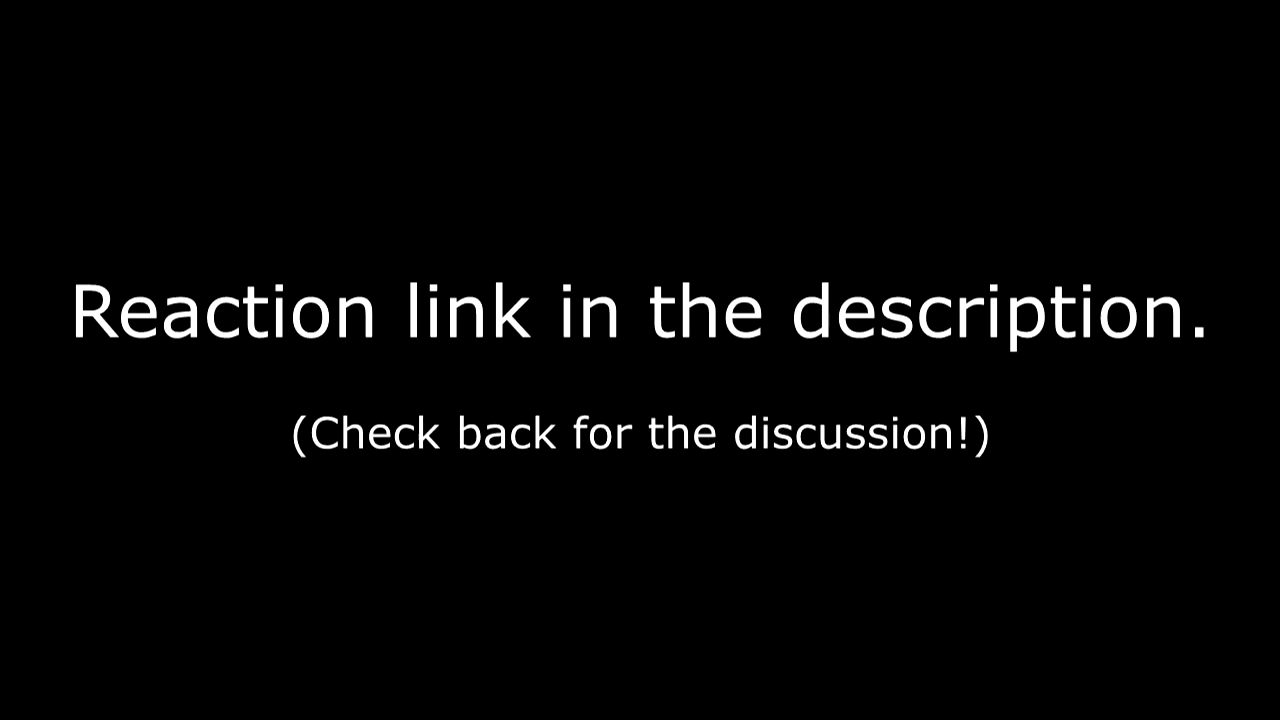 Reaction link in the description.
(Check back for the discussion!)